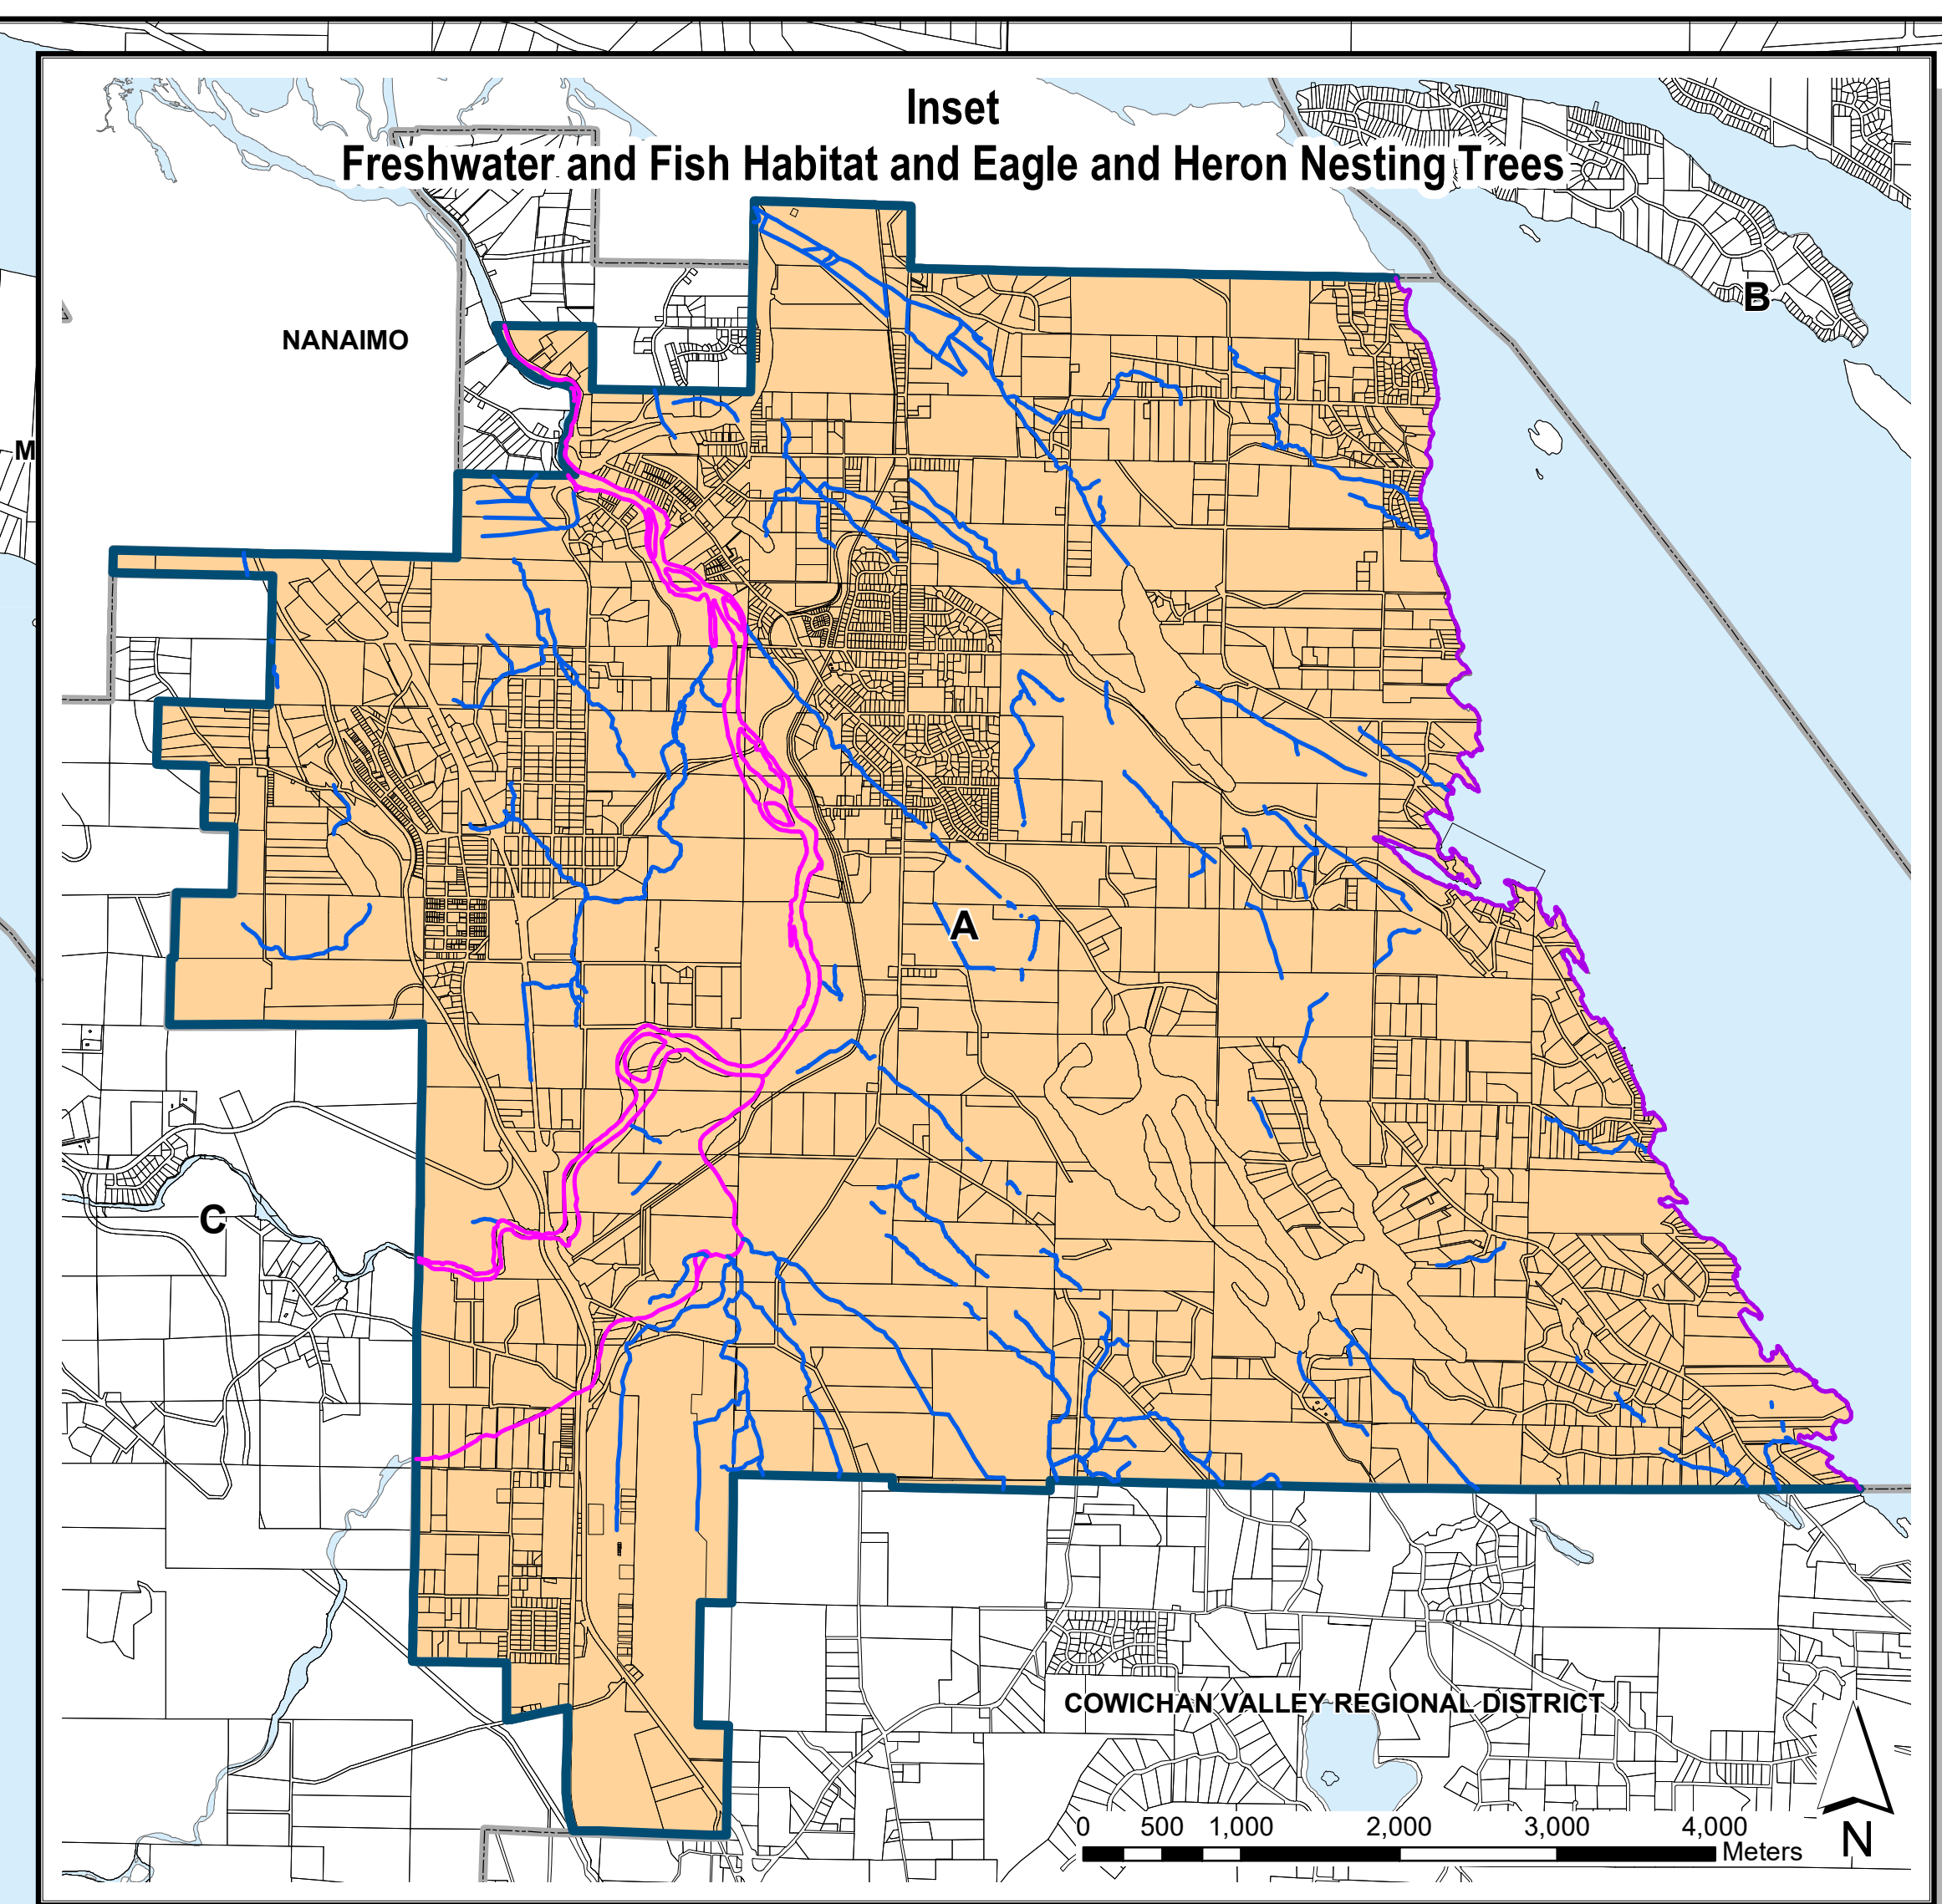 Inset
Freshwater and Fish Habitat and Eagle and Heron Nesting Trees
B
NANAIMO
M
A
C
COWICHAN VALLEY REGIONAL DISTRICT
0 500 1,000 2,000 3,000 4,000
Meters
N